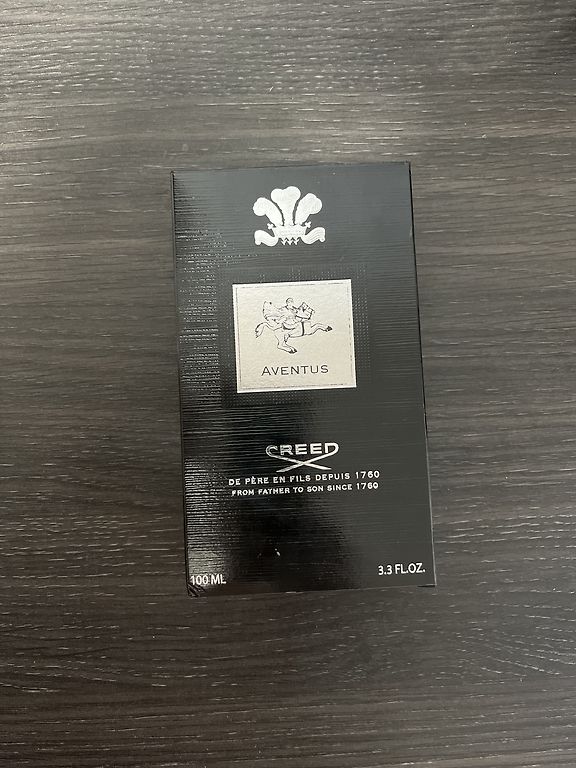 AVENTUS
CREED
DE PÈRE EN FILS DEPUIS 1760
FROM FATHER TO SON SINCE 1760
100 ML
3.3 FL.OZ.